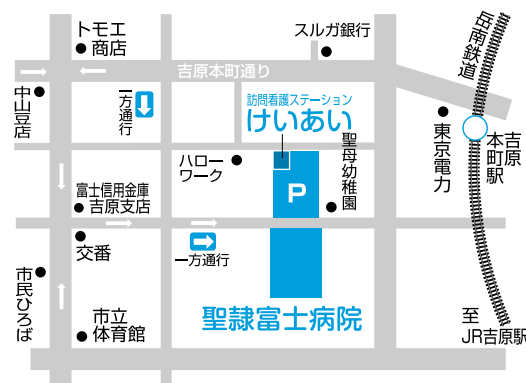 トモエ
商店
スルガ銀行
岳南鉄道
吉原本町通り
中山豆店
一方
通行
訪問看護ステーション
けいあい
吉原
本町駅
東京電力
ハロー
ワーク
聖母幼稚園
P
富士信用金庫
吉原支店
交番
一方通行
市民ひろば
市立
体育館
聖隷富士病院
至
JR吉原駅